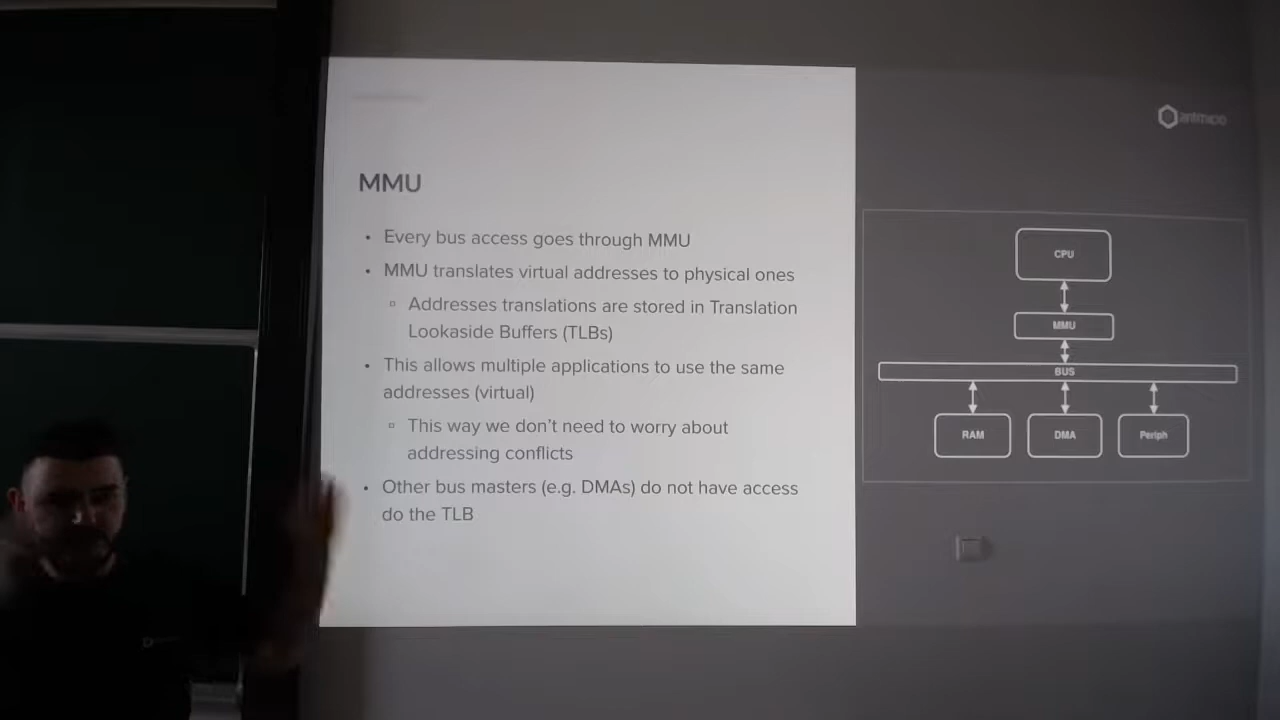 MMU
• Every bus access goes through MMU
• MMU translates virtual addresses to physical ones
▫ Addresses translations are stored in Translation
Lookaside Buffers (TLBs)
• This allows multiple applications to use the same
addresses (virtual)
▫ This way we don't need to worry about
addressing conflicts
• Other bus masters (e.g. DMAs) do not have access
do the TLB
antmicro
CPU
MMU
BUS
RAM DMA Periph